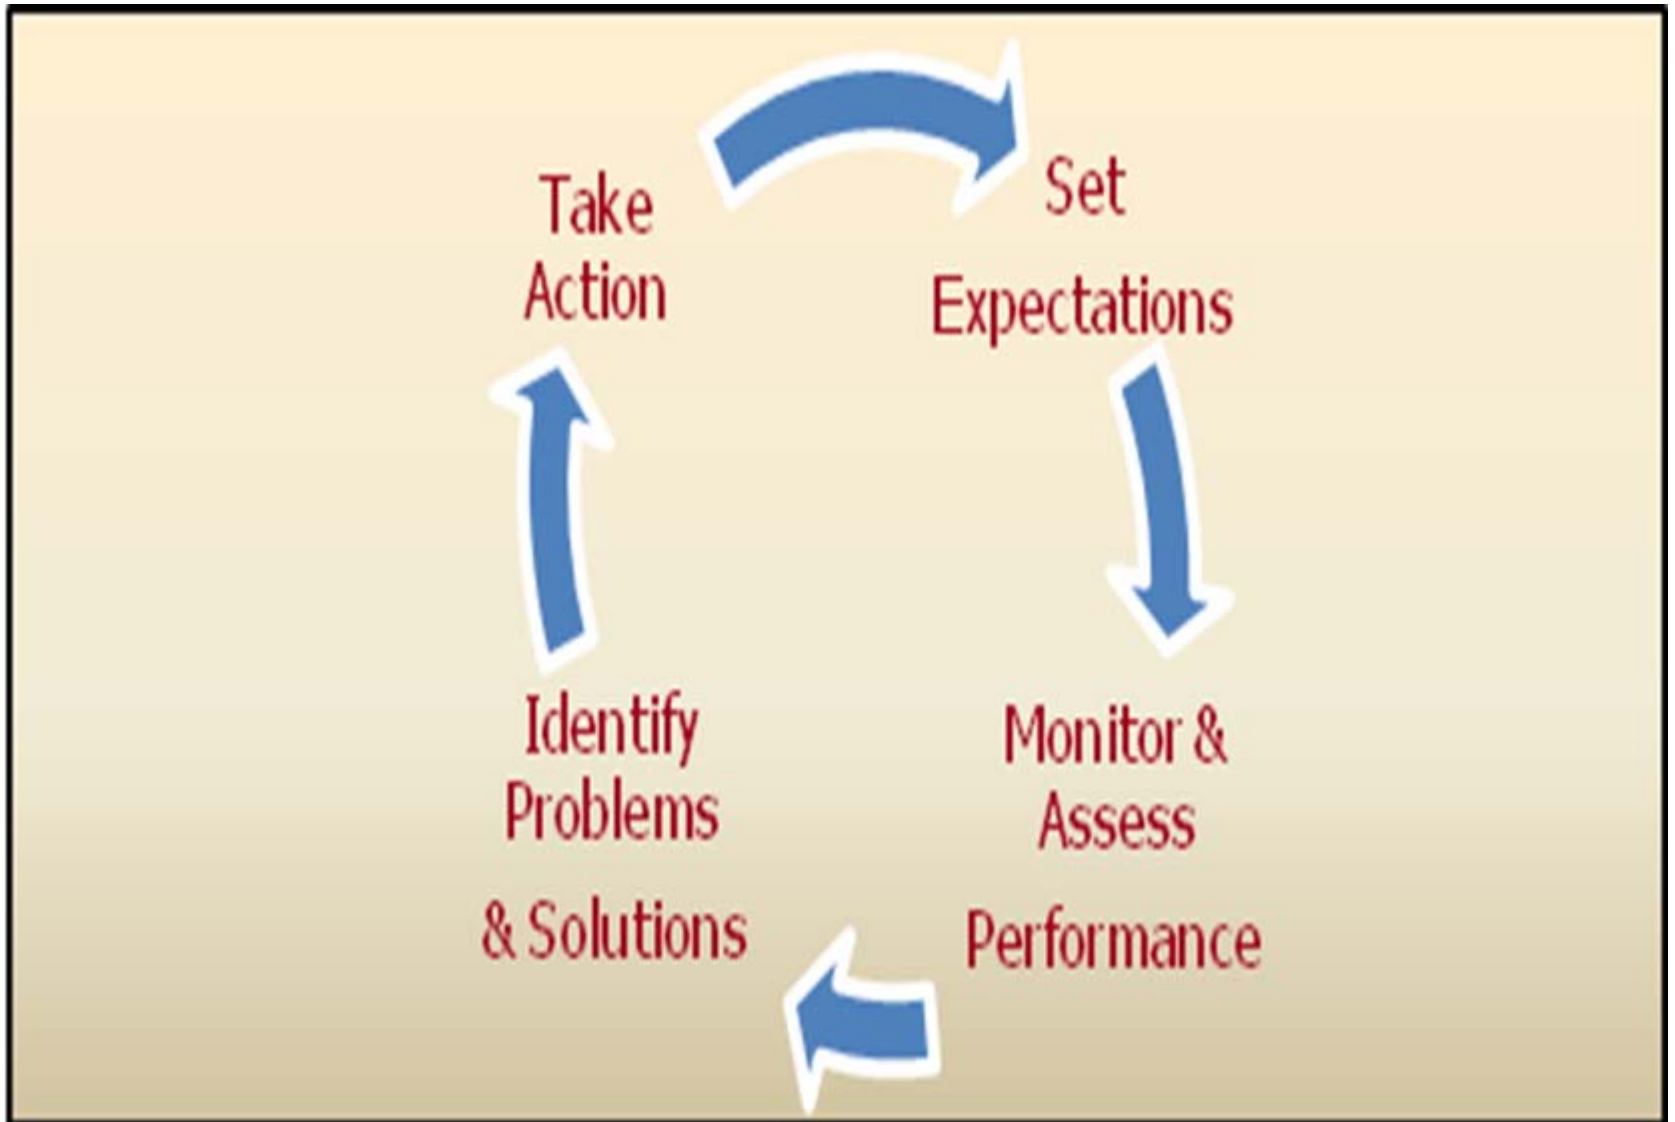 Take
Action
Set
Expectations
Monitor &
Assess
Performance
Identify
Problems
& Solutions